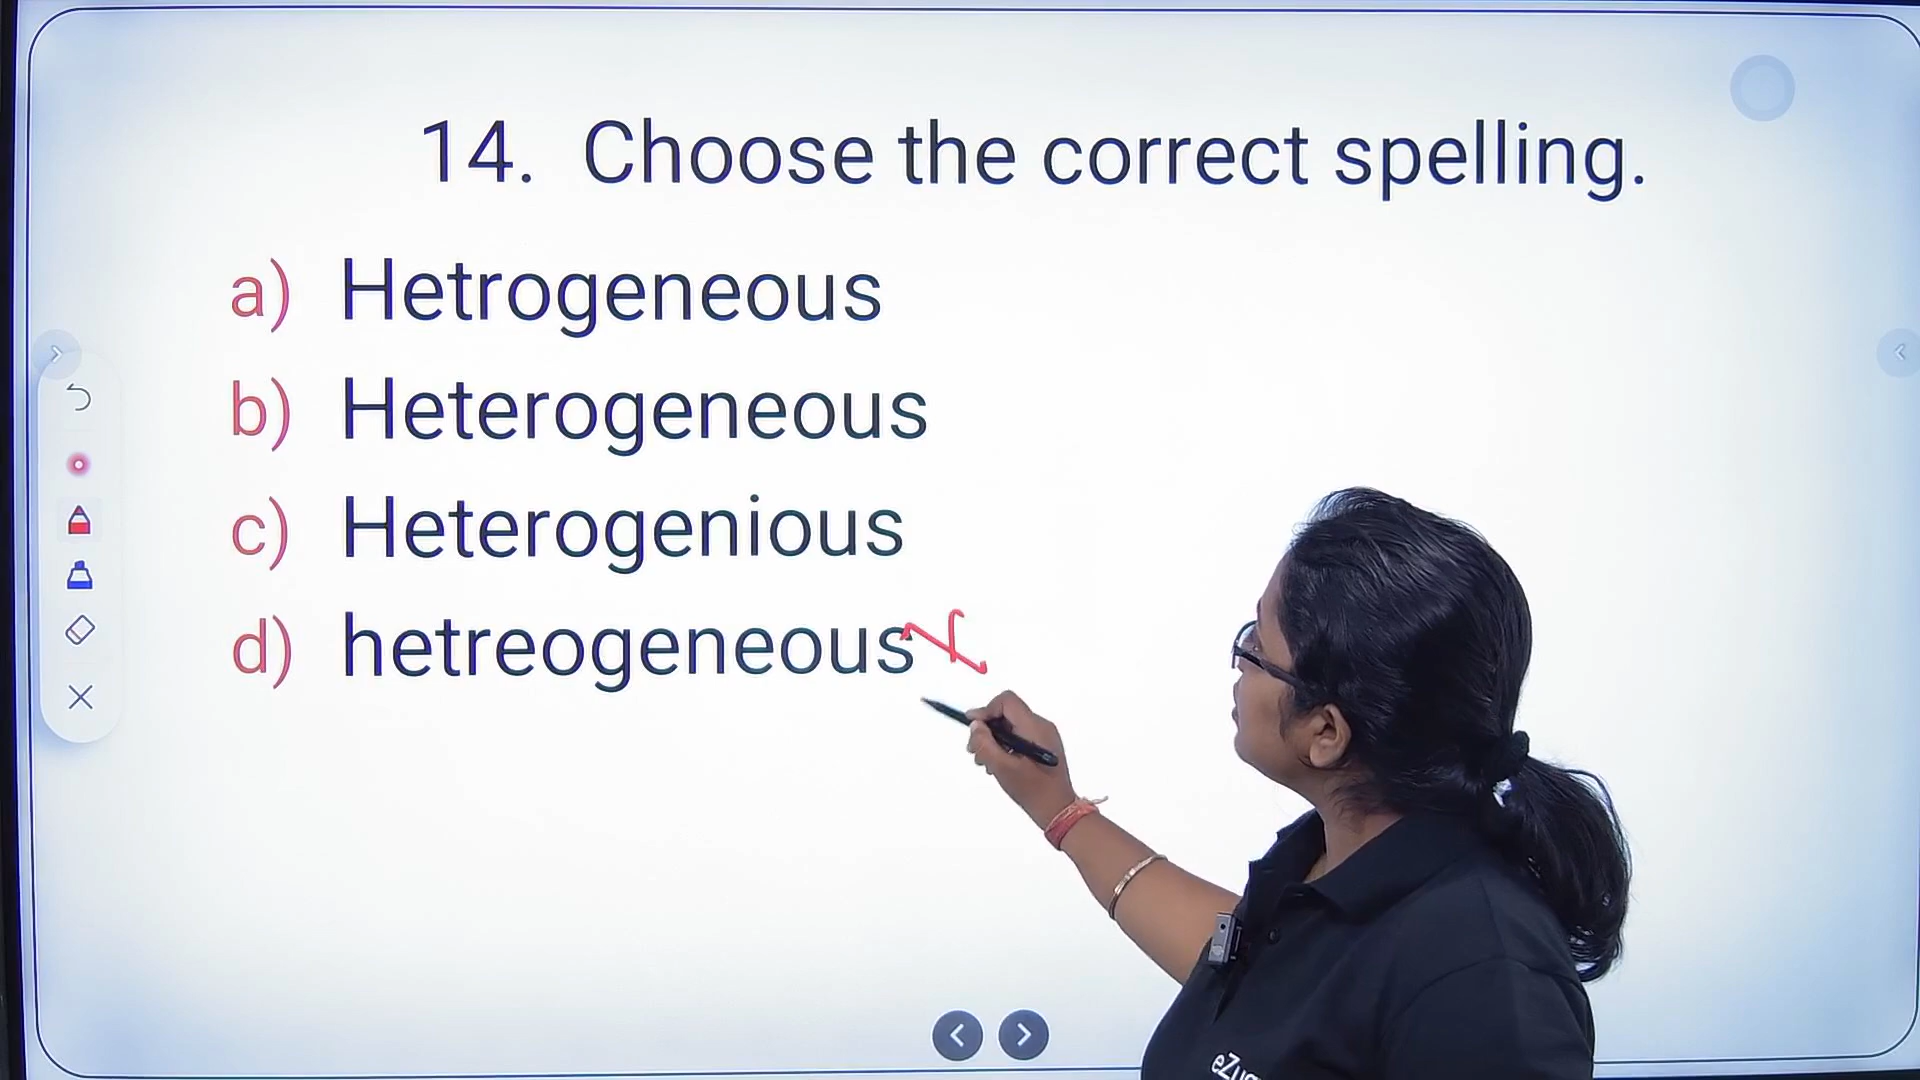 14. Choose the correct spelling.
a) Hetrogeneous
b) Heterogeneous
c) Heterogenious
d) hetreogeneous